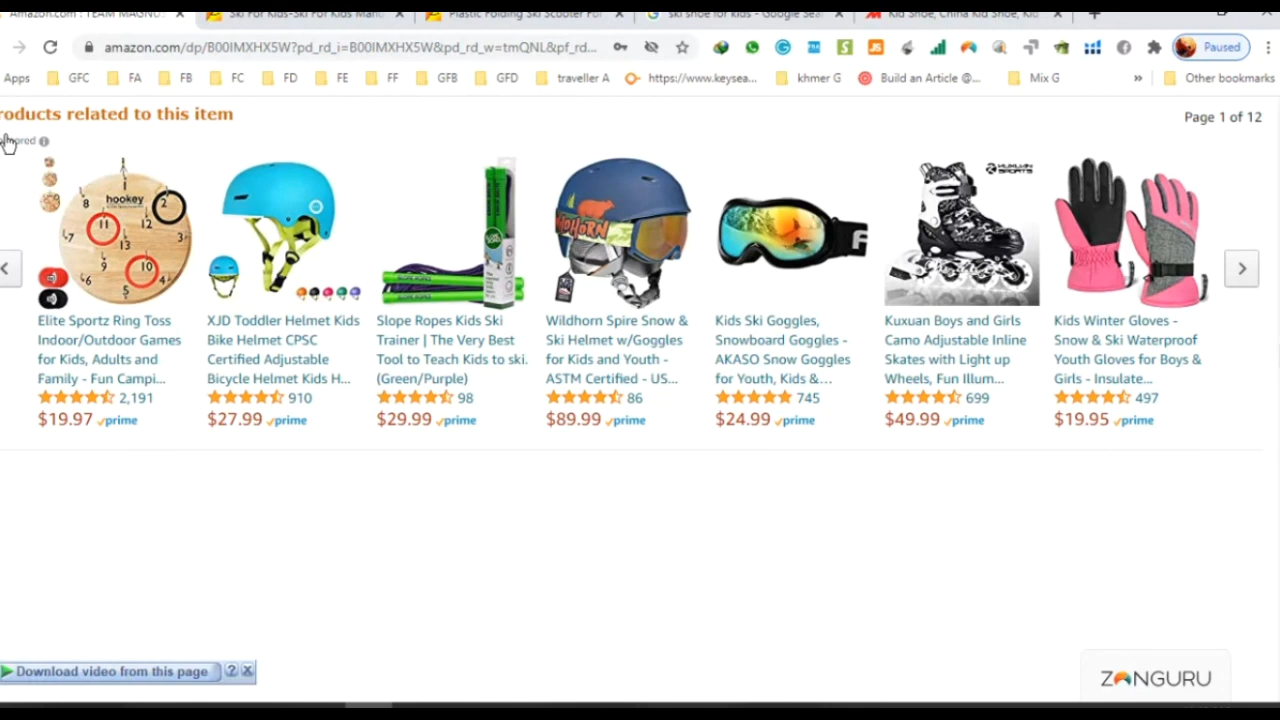 Amazon.com : TEAM MAGNUS
Ski For Kids-Ski For Kids Manu
Plastic Folding Ski Scooter For
ski shoe for kids - Google Sear
Kid Shoe, China Kid Shoe, Kid
amazon.com/dp/B00IMXHX5W?pd_rd_i=B00IMXHX5W&pd_rd_w=tmQNL&pf_rd...
Paused
Apps GFC FA FB FC FD FE FF GFB GFD traveller A https://www.keysea... khmer G Build an Article @... Mix G » Other bookmarks
roducts related to this item
Page 1 of 12
ored
hookey
WILDHORN
KUXUAN SPORTS
Elite Sportz Ring Toss
Indoor/Outdoor Games
for Kids, Adults and
Family - Fun Campi...
2,191
$19.97 prime
XJD Toddler Helmet Kids
Bike Helmet CPSC
Certified Adjustable
Bicycle Helmet Kids H...
910
$27.99 prime
Slope Ropes Kids Ski
Trainer | The Very Best
Tool to Teach Kids to ski.
(Green/Purple)
98
$29.99 prime
Wildhorn Spire Snow &
Ski Helmet w/Goggles
for Kids and Youth -
ASTM Certified - US...
86
$89.99 prime
Kids Ski Goggles,
Snowboard Goggles -
AKASO Snow Goggles
for Youth, Kids &...
745
$24.99 prime
Kuxuan Boys and Girls
Camo Adjustable Inline
Skates with Light up
Wheels, Fun Illum...
699
$49.99 prime
Kids Winter Gloves -
Snow & Ski Waterproof
Youth Gloves for Boys &
Girls - Insulate...
497
$19.95 prime
Download video from this page ? X
ZONGURU